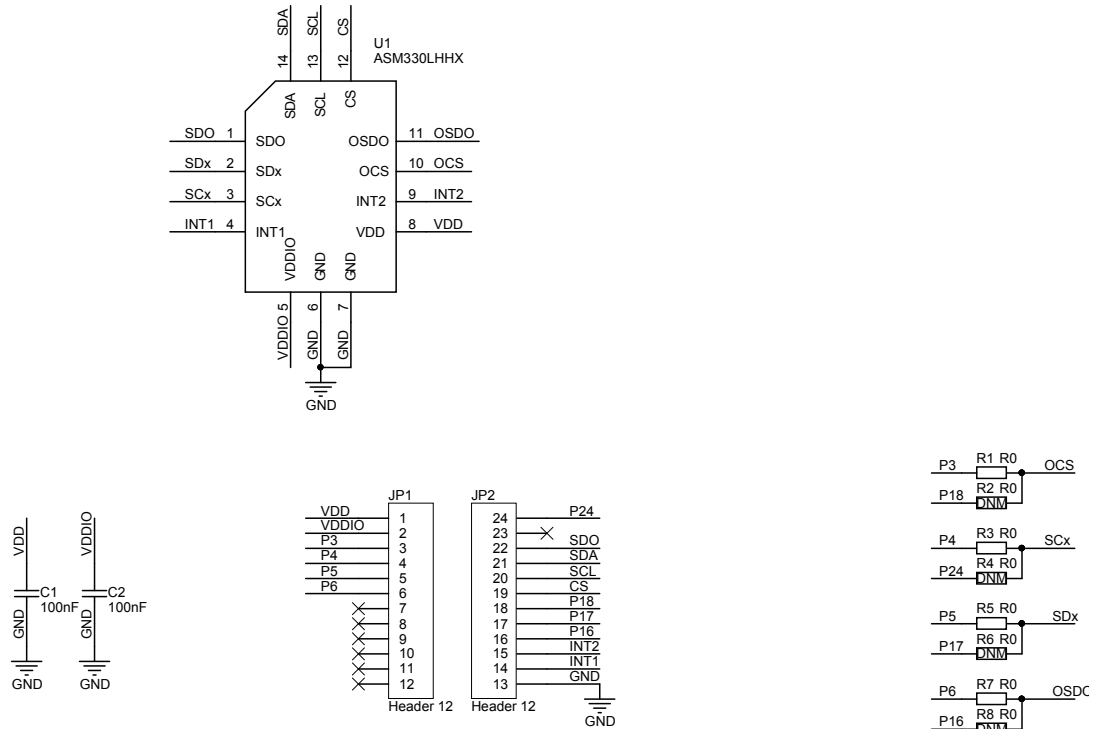 SDA
SCL
CS
14
13
12
U1
ASM330LHHX
SDA
SCL
CS
SDO 1 SDO
OSDO 11 OSDO
SDx 2 SDx
OCS 10 OCS
SCx 3 SCx
INT2 9 INT2
INT1 4 INT1
VDD 8 VDD
VDDIO
GND
GND
5
6
7
VDDIO
GND
GND
GND
VDD
C1
100nF
GND
GND
VDDIO
C2
100nF
GND
GND
JP1
VDD 1
VDDIO 2
P3 3
P4 4
P5 5
P6 6
7
8
9
10
11
12
Header 12
JP2
24 P24
23
22 SDO
21 SDA
20 SCL
19 CS
18 P18
17 P17
16 P16
15 INT2
14 INT1
13 GND
Header 12
GND
P3 R1 R0 OCS
P18 R2 R0
DNM
P4 R3 R0 SCx
P24 R4 R0
DNM
P5 R5 R0 SDx
P17 R6 R0
DNM
P6 R7 R0
P16 R8 R0
DNM